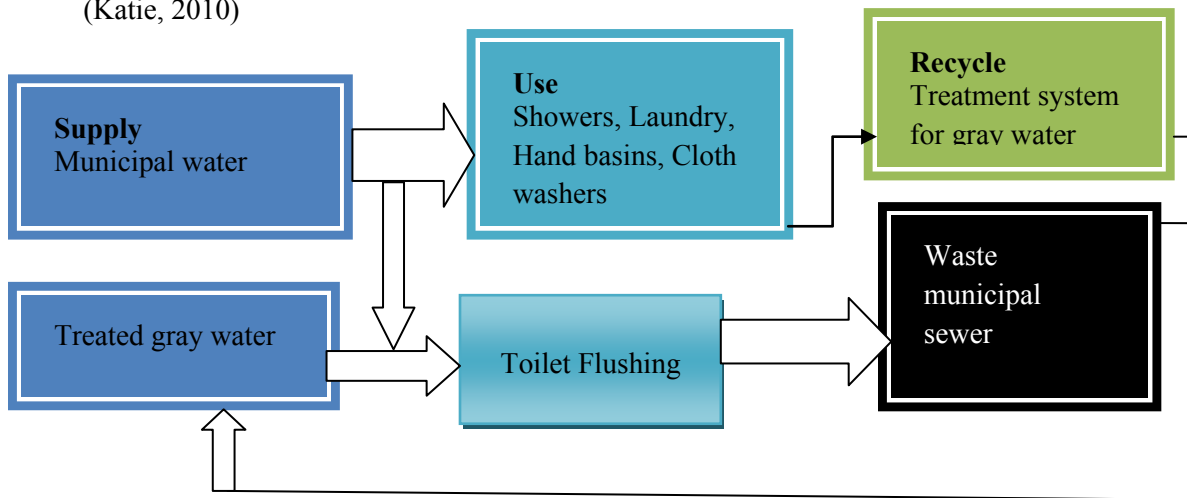 (Katie, 2010)
Supply
Municipal water
Use
Showers, Laundry,
Hand basins, Cloth
washers
Recycle
Treatment system
for gray water
Treated gray water
Toilet Flushing
Waste
municipal
sewer